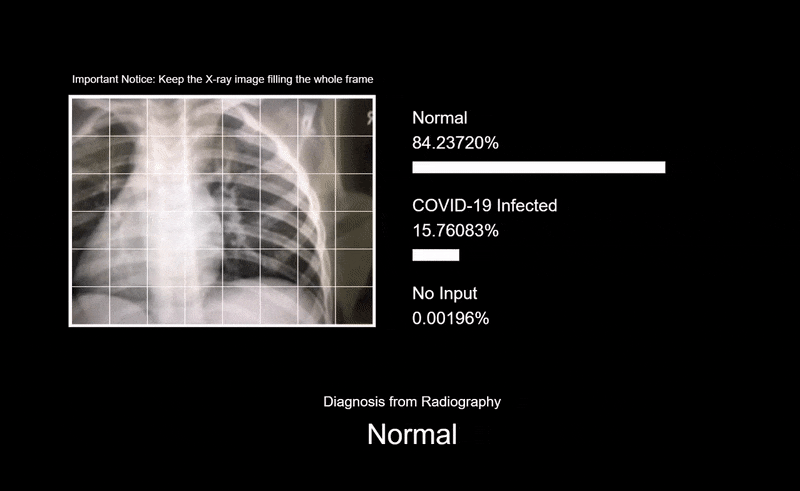 Important Notice: Keep the X-ray image filling the whole frame
Normal
84.23720%
COVID-19 Infected
15.76083%
No Input
0.00196%
Diagnosis from Radiography
Normal